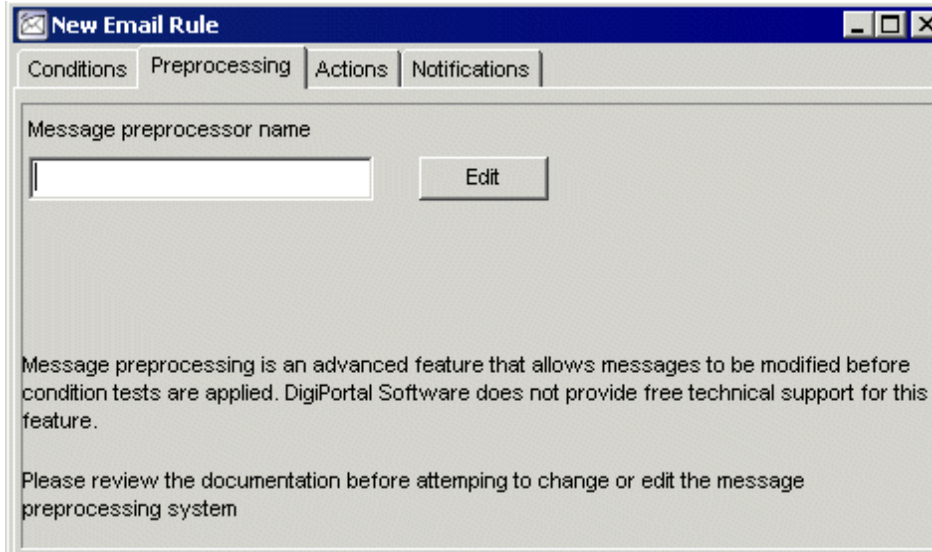 New Email Rule
Conditions Preprocessing Actions Notifications
Message preprocessor name
Edit
Message preprocessing is an advanced feature that allows messages to be modified before
condition tests are applied. DigiPortal Software does not provide free technical support for this
feature.
Please review the documentation before attemping to change or edit the message
preprocessing system